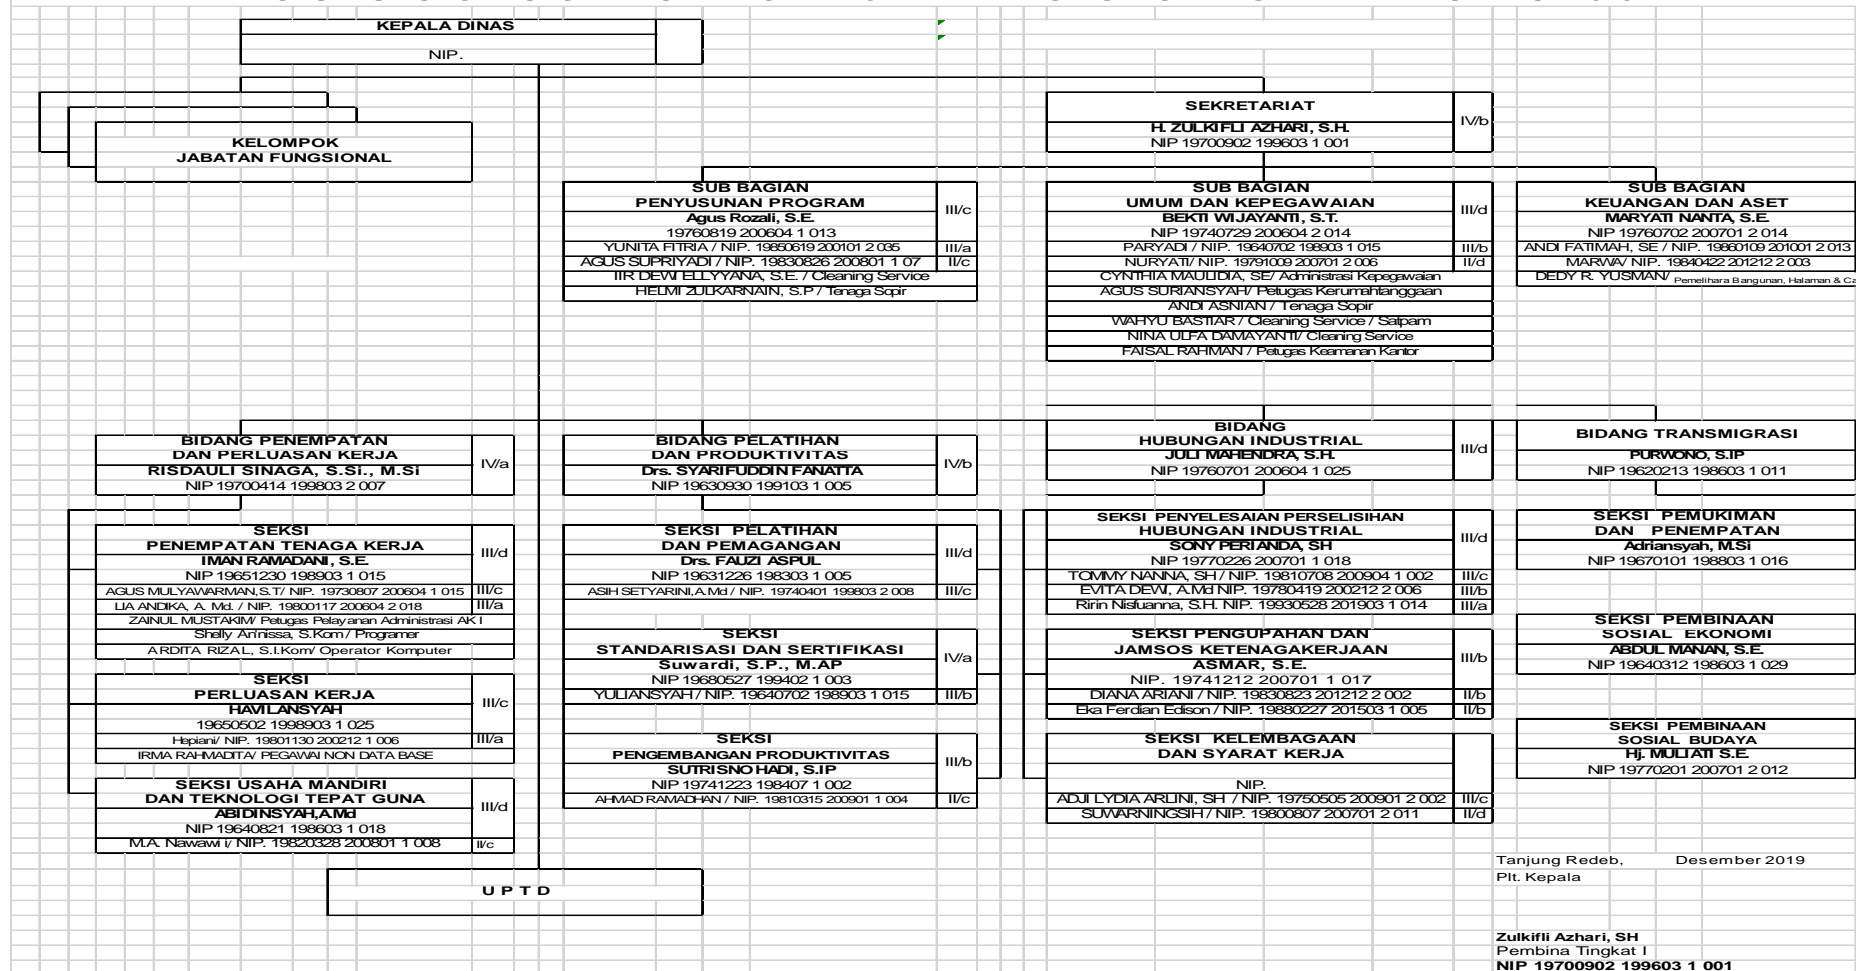 KEPALA DINAS
NIP.
KELOMPOK
JABATAN FUNGSIONAL
SEKRETARIAT
H. ZULKIFLI AZHARI, S.H.
NIP 19700902 199603 1 001
IV/b
SUB BAGIAN
PENYUSUNAN PROGRAM
Agus Rozali, S.E.
19760819 200604 1 013
III/c
YUNITA FITRIA / NIP. 19850619 200101 2 035
III/a
AGUS SUPRIYADI / NIP. 19830826 200801 1 07
II/c
IIR DEWI ELLYYANA, S.E. / Cleaning Service
HELMI ZULKARNAIN, S.P / Tenaga Sopir
SUB BAGIAN
UMUM DAN KEPEGAWAIAN
BEKTI WIJAYANTI, S.T.
NIP 19740729 200604 2 014
III/d
PARYADI / NIP. 19640702 198903 1 015
III/b
NURYATI/ NIP. 19791009 200701 2 006
II/d
CYNTHIA MAULIDIA, SE/ Administrasi Kepegawaian
AGUS SURIANSYAH/ Petugas Kerumahtanggaan
ANDI ASNIAN / Tenaga Sopir
WAHYU BASTIAR / Cleaning Service / Satpam
NINA ULFA DAMAYANTI/ Cleaning Service
FAISAL RAHMAN / Petugas Keamanan Kantor
SUB BAGIAN
KEUANGAN DAN ASET
MARYATI NANTA, S.E.
NIP 19760702 200701 2 014
ANDI FATIMAH, SE / NIP. 19860109 201001 2 013
MARWA/ NIP. 19840422 201212 2 003
DEDY R. YUSMAN/ Pemelihara Bangunan, Halaman & Ca
BIDANG PENEMPATAN
DAN PERLUASAN KERJA
RISDAULI SINAGA, S.Si., M.Si
NIP 19700414 199803 2 007
IV/a
BIDANG PELATIHAN
DAN PRODUKTIVITAS
Drs. SYARIFUDDIN FANATTA
NIP 19630930 199103 1 005
IV/b
BIDANG
HUBUNGAN INDUSTRIAL
JULI MAHENDRA, S.H.
NIP 19760701 200604 1 025
III/d
BIDANG TRANSMIGRASI
PURWONO, S.IP
NIP 19620213 198603 1 011
SEKSI
PENEMPATAN TENAGA KERJA
IMAN RAMADANI, S.E.
NIP 19651230 198903 1 015
III/d
AGUS MULYAWARMAN,S.T/ NIP. 19730807 200604 1 015
III/c
LIA ANDIKA, A. Md. / NIP. 19800117 200604 2 018
III/a
ZAINUL MUSTAKIM/ Petugas Pelayanan Administrasi AK I
Shelly An'nissa, S.Kom / Programer
ARDITA RIZAL, S.I.Kom/ Operator Komputer
SEKSI
PERLUASAN KERJA
HAVILANSYAH
19650502 1998903 1 025
III/c
Hepiani/ NIP. 19801130 200212 1 006
III/a
IRMA RAHMADITA/ PEGAWAI NON DATA BASE
SEKSI USAHA MANDIRI
DAN TEKNOLOGI TEPAT GUNA
ABIDINSYAH,A.Md
NIP 19640821 198603 1 018
III/d
M.A. Nawawi i/ NIP. 19820328 200801 1 008
II/c
SEKSI PELATIHAN
DAN PEMAGANGAN
Drs. FAUZI ASPUL
NIP 19631226 198303 1 005
III/d
ASIH SETYARINI,A.Md / NIP. 19740401 199803 2 008
III/c
SEKSI
STANDARISASI DAN SERTIFIKASI
Suwardi, S.P., M.AP
NIP 19680527 199402 1 003
IV/a
YULIANSYAH / NIP. 19640702 198903 1 015
III/b
SEKSI
PENGEMBANGAN PRODUKTIVITAS
SUTRISNO HADI, S.IP
NIP 19741223 198407 1 002
III/b
AHMAD RAMADHAN / NIP. 19810315 200901 1 004
II/c
SEKSI PENYELESAIAN PERSELISIHAN
HUBUNGAN INDUSTRIAL
SONY PERIANDA, SH
NIP 19770226 200701 1 018
III/d
TOMMY NANNA, SH / NIP. 19810708 200904 1 002
III/c
EVITA DEWI, A.Md NIP. 19780419 200212 2 006
III/b
Ririn Nisfuanna, S.H. NIP. 19930528 201903 1 014
III/a
SEKSI PENGUPAHAN DAN
JAMSOS KETENAGAKERJAAN
ASMAR, S.E.
NIP. 19741212 200701 1 017
III/b
DIANA ARIANI / NIP. 19830823 201212 2 002
II/b
Eka Ferdian Edison / NIP. 19880227 201503 1 005
II/b
SEKSI KELEMBAGAAN
DAN SYARAT KERJA
NIP.
ADJI LYDIA ARLINI, SH / NIP. 19750505 200901 2 002
III/c
SUWARNINGSIH / NIP. 19800807 200701 2 011
II/d
SEKSI PEMUKIMAN
DAN PENEMPATAN
Adriansyah, M.Si
NIP 19670101 198803 1 016
SEKSI PEMBINAAN
SOSIAL EKONOMI
ABDUL MANAN, S.E.
NIP 19640312 198603 1 029
SEKSI PEMBINAAN
SOSIAL BUDAYA
Hj. MULIATI S.E.
NIP 19770201 200701 2 012
U P T D
Tanjung Redeb, Desember 2019
Plt. Kepala
Zulkifli Azhari, SH
Pembina Tingkat I
NIP 19700902 199603 1 001